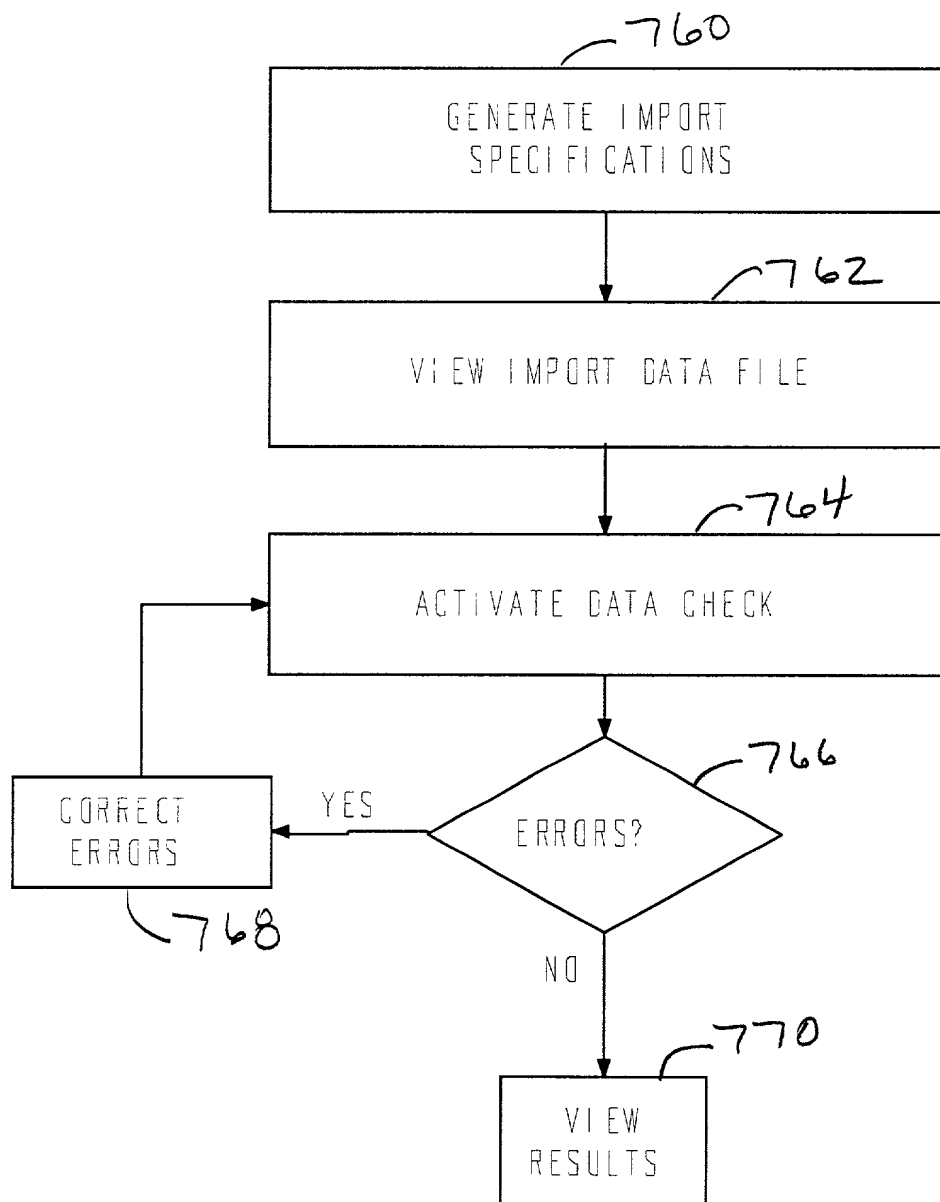 760
GENERATE IMPORT
SPECIFICATIONS
762
VIEW IMPORT DATA FILE
764
ACTIVATE DATA CHECK
766
ERRORS?
YES
CORRECT
ERRORS
768
NO
770
VIEW
RESULTS